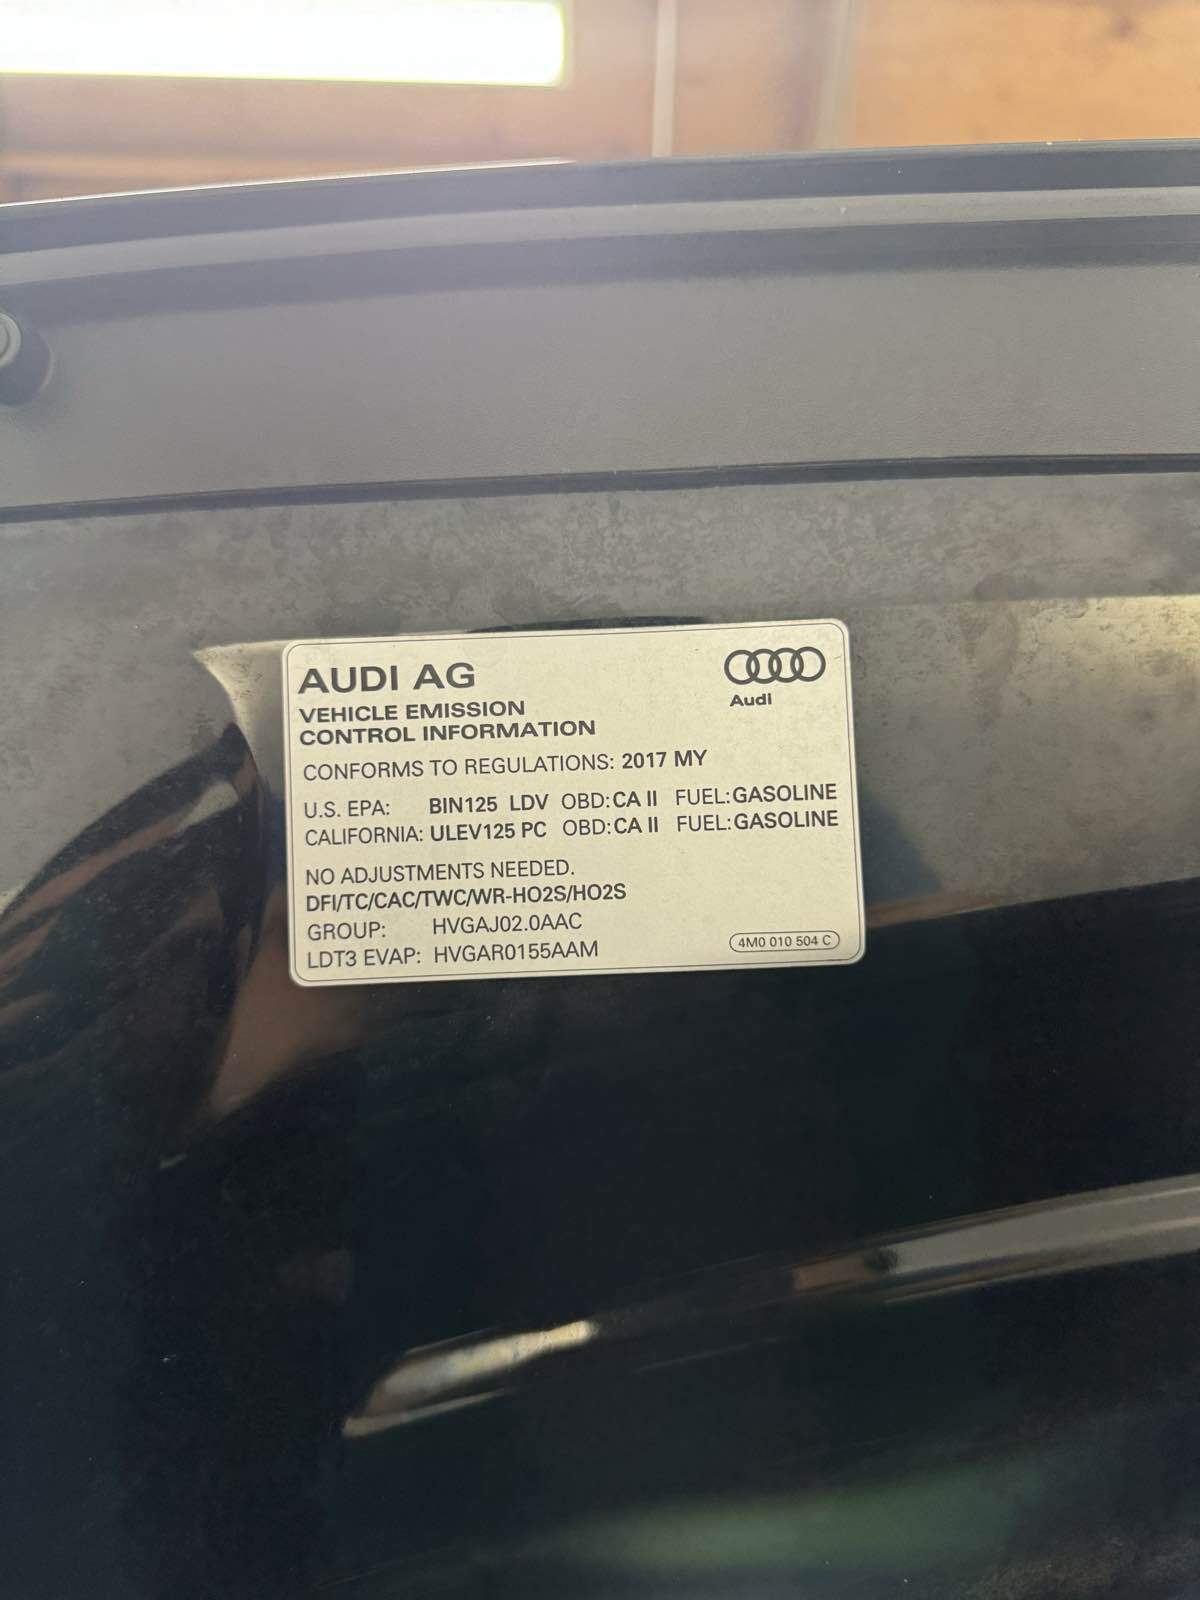 AUDI AG
Audi
VEHICLE EMISSION
CONTROL INFORMATION
CONFORMS TO REGULATIONS: 2017 MY
U.S. EPA: BIN125 LDV OBD: CA II FUEL: GASOLINE
CALIFORNIA: ULEV125 PC OBD: CA II FUEL: GASOLINE
NO ADJUSTMENTS NEEDED.
DFI/TC/CAC/TWC/WR-HO2S/HO2S
GROUP: HVGAJ02.0AAC
LDT3 EVAP: HVGAR0155AAM
4M0 010 504 C